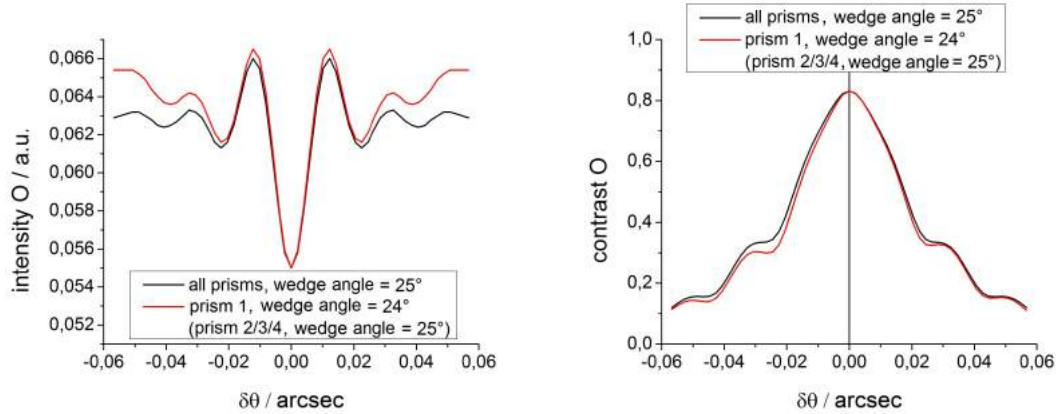 intensity O / a.u.
0,066
0,064
0,062
0,060
0,058
0,056
0,054
0,052
0,051
all prisms, wedge angle = 25°
prism 1, wedge angle = 24°
(prism 2/3/4, wedge angle = 25°)
-0,06 -0,04 -0,02 0,00 0,02 0,04 0,06
δθ / arcsec
all prisms, wedge angle = 25°
prism 1, wedge angle = 24°
(prism 2/3/4, wedge angle = 25°)
contrast O
1,0
0,8
0,6
0,4
0,2
0,0
-0,06 -0,04 -0,02 0,00 0,02 0,04 0,06
δθ / arcsec